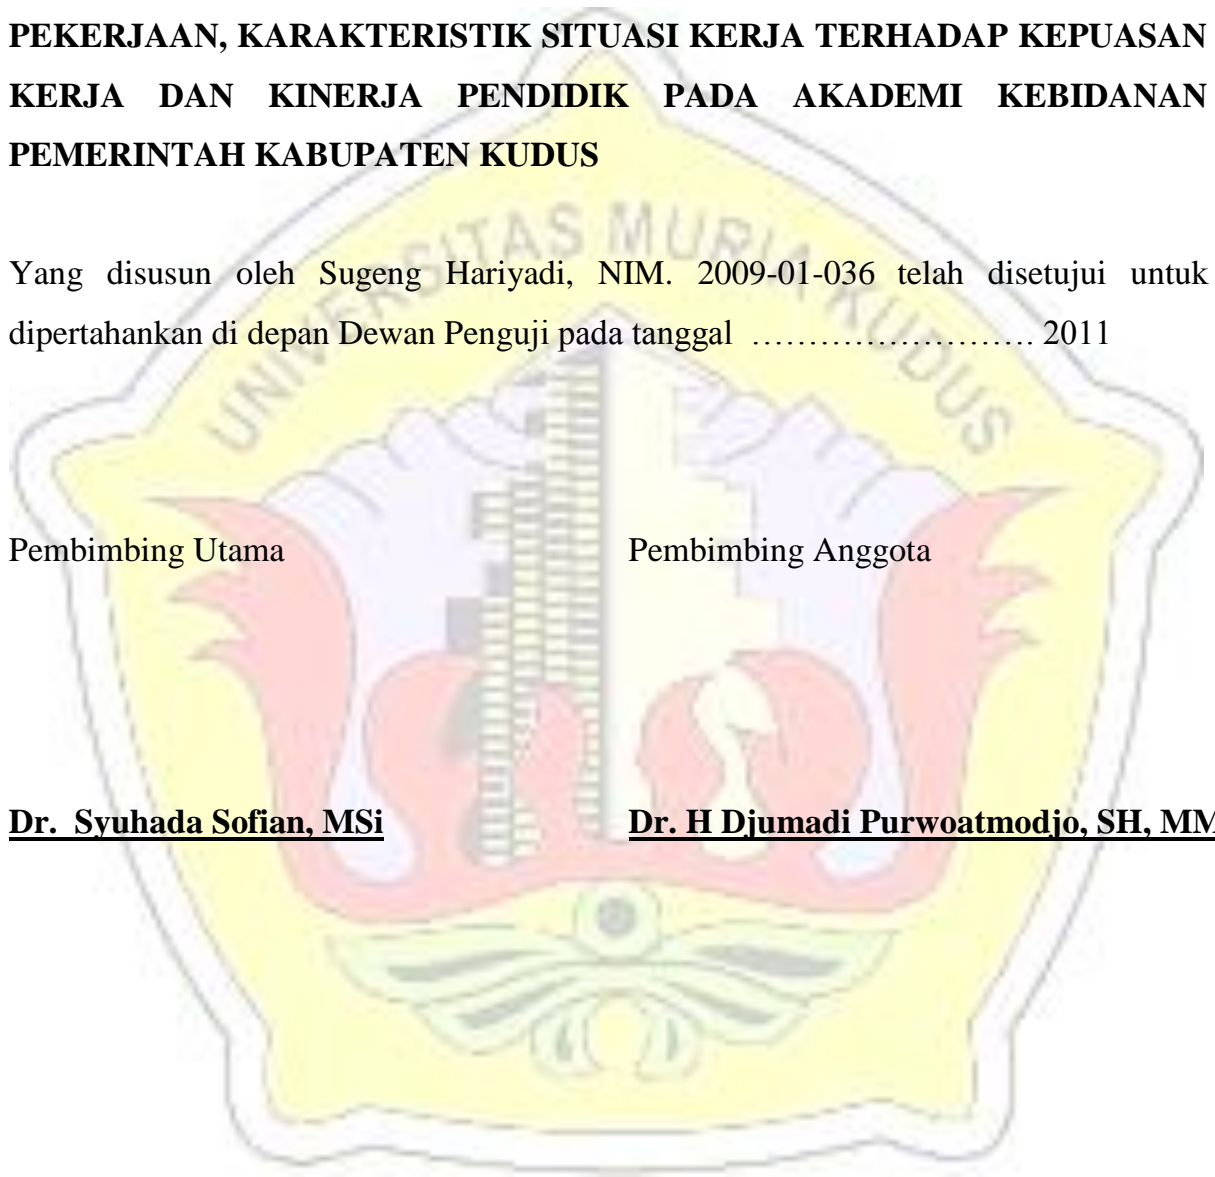 PEKERJAAN, KARAKTERISTIK SITUASI KERJA TERHADAP KEPUASAN
KERJA DAN KINERJA PENDIDIK PADA AKADEMI KEBIDANAN
PEMERINTAH KABUPATEN KUDUS
UNIVERSITAS MURIA KUDUS
Yang disusun oleh Sugeng Hariyadi, NIM. 2009-01-036 telah disetujui untuk
dipertahankan di depan Dewan Penguji pada tanggal ……………………. 2011
Pembimbing Utama
Pembimbing Anggota
Dr. Syuhada Sofian, MSi
Dr. H Djumadi Purwoatmodjo, SH, MM